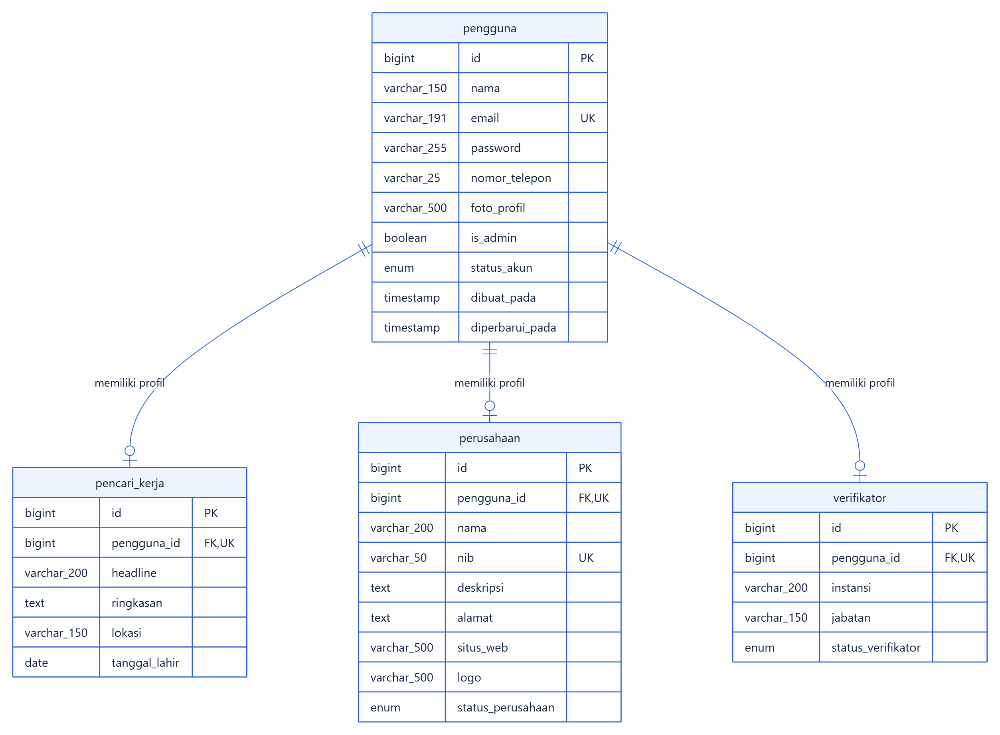 pengguna
bigint id PK
varchar_150 nama
varchar_191 email UK
varchar_255 password
varchar_25 nomor_telepon
varchar_500 foto_profil
boolean is_admin
enum status_akun
timestamp dibuat_pada
timestamp diperbarui_pada
memiliki profil
memiliki profil
memiliki profil
pencari_kerja
bigint id PK
bigint pengguna_id FK,UK
varchar_200 headline
text ringkasan
varchar_150 lokasi
date tanggal_lahir
perusahaan
bigint id PK
bigint pengguna_id FK,UK
varchar_200 nama
varchar_50 nib UK
text deskripsi
text alamat
varchar_500 situs_web
varchar_500 logo
enum status_perusahaan
verifikator
bigint id PK
bigint pengguna_id FK,UK
varchar_200 instansi
varchar_150 jabatan
enum status_verifikator